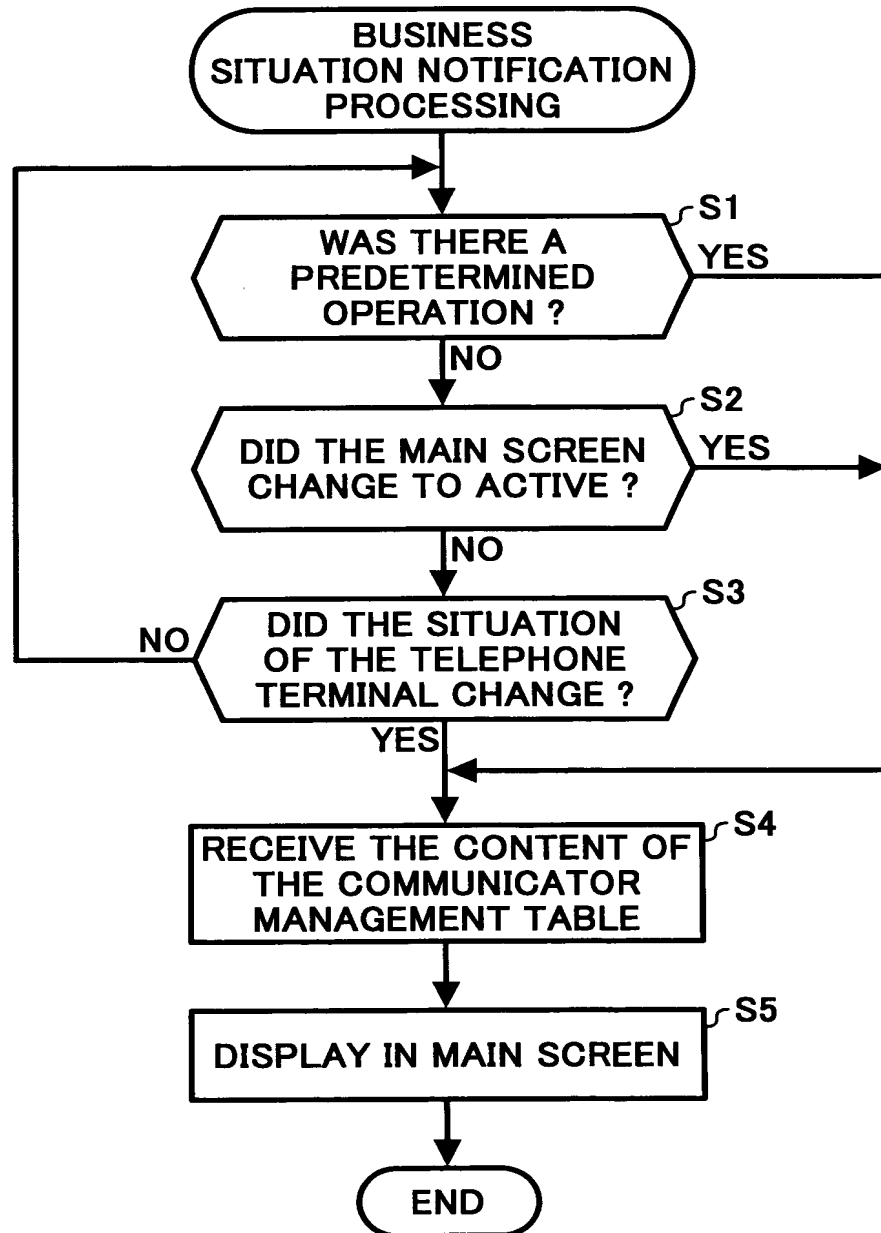 BUSINESS
SITUATION NOTIFICATION
PROCESSING
S1
WAS THERE A
PREDETERMINED
OPERATION ?
YES
NO
S2
DID THE MAIN SCREEN
CHANGE TO ACTIVE ?
YES
NO
S3
DID THE SITUATION
OF THE TELEPHONE
TERMINAL CHANGE ?
NO
YES
S4
RECEIVE THE CONTENT OF
THE COMMUNICATOR
MANAGEMENT TABLE
S5
DISPLAY IN MAIN SCREEN
END